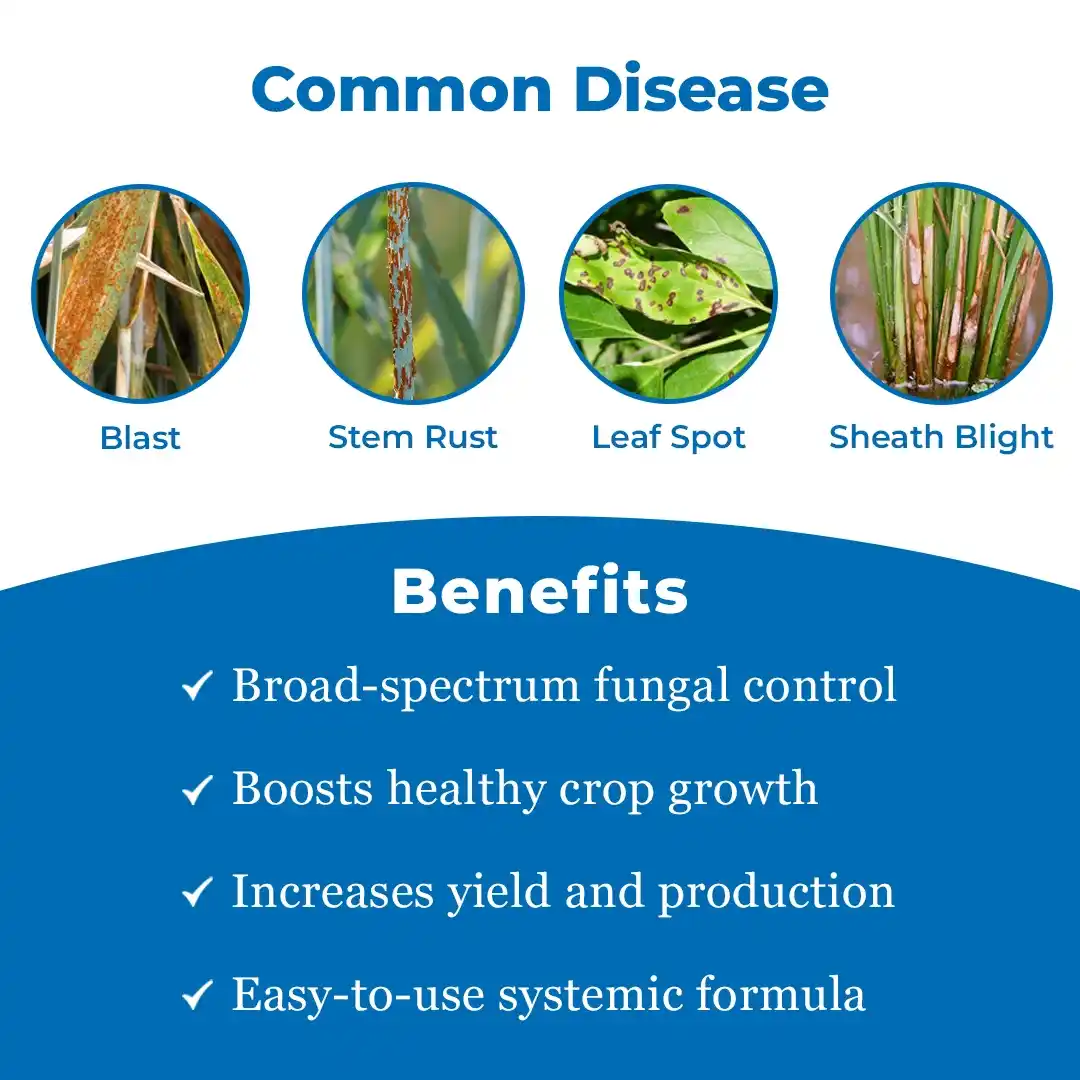 Common Disease
Blast
Stem Rust
Leaf Spot
Sheath Blight
Benefits
Broad-spectrum fungal control
Boosts healthy crop growth
Increases yield and production
Easy-to-use systemic formula